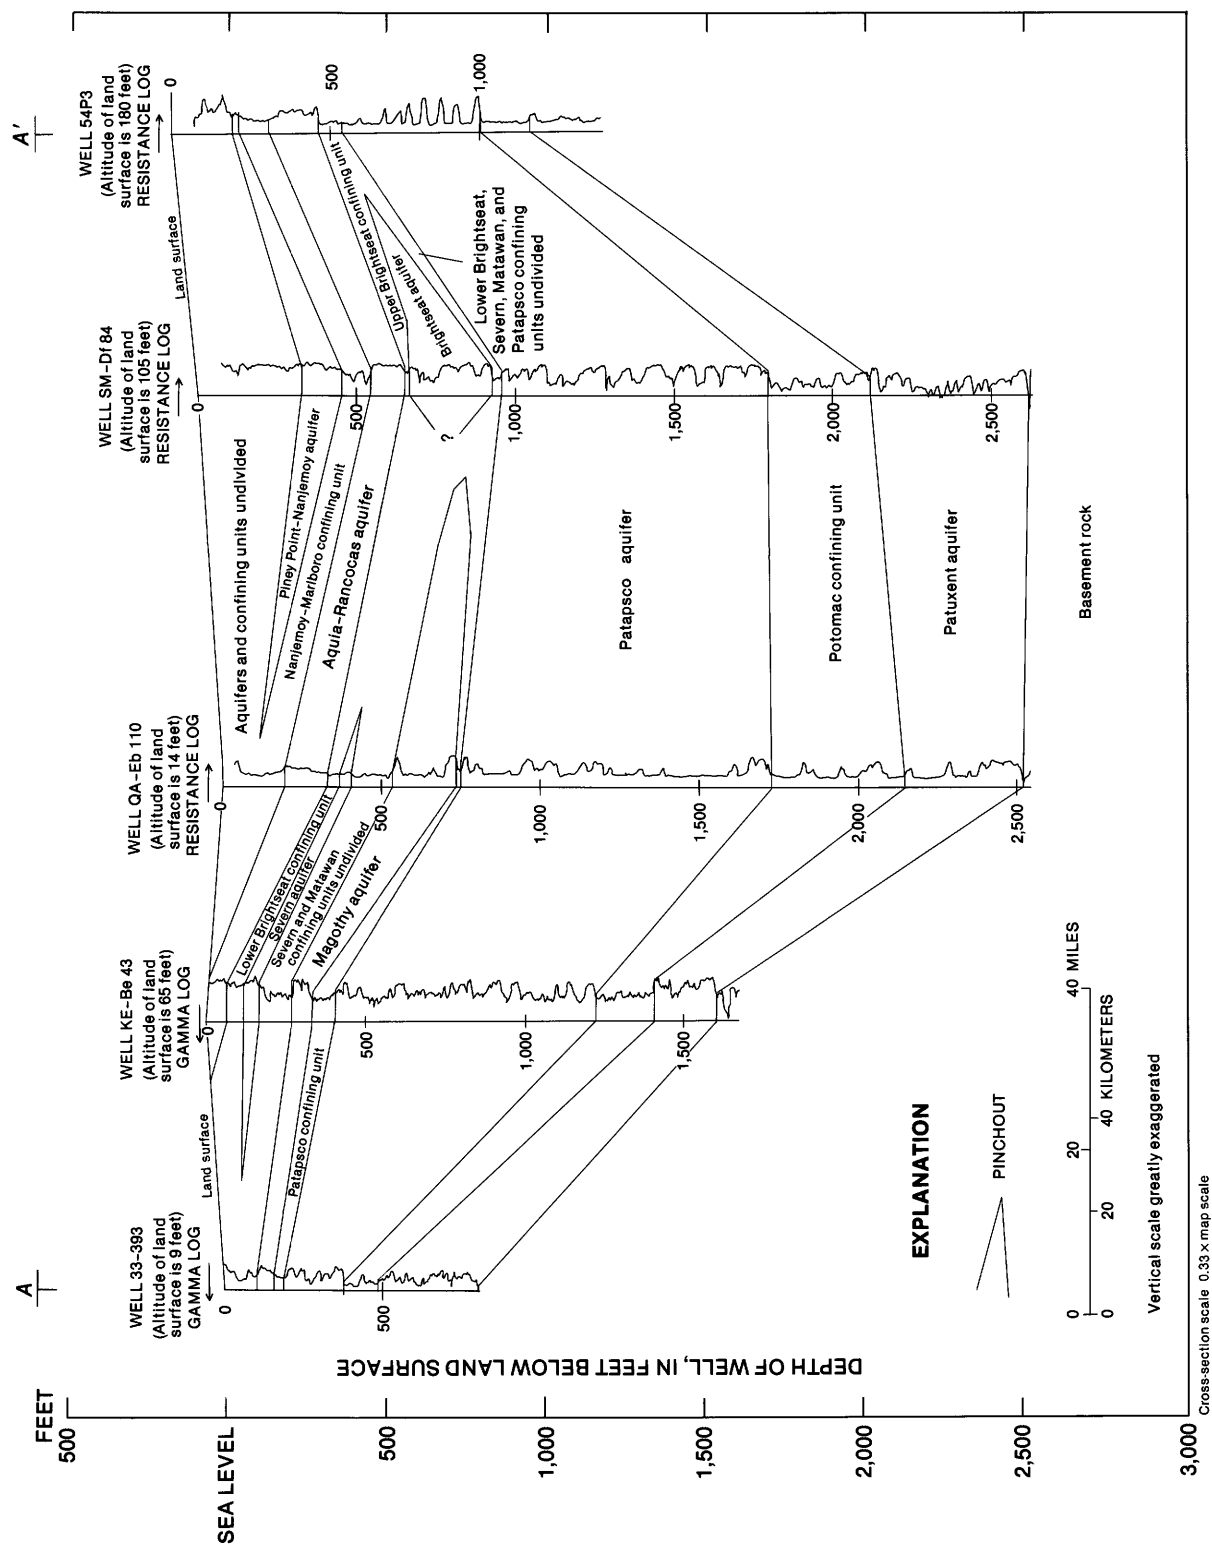 A
A'
FEET
500
SEA LEVEL
500
1,000
1,500
2,000
2,500
3,000
DEPTH OF WELL, IN FEET BELOW LAND SURFACE
WELL 33-393
(Altitude of land
surface is 9 feet)
GAMMA LOG
0
500
WELL KE-Be 43
(Altitude of land
surface is 65 feet)
GAMMA LOG
0
500
1,000
1,500
WELL QA-Eb 110
(Altitude of land
surface is 14 feet)
RESISTANCE LOG
0
500
1,000
1,500
2,000
2,500
WELL SM-Df 84
(Altitude of land
surface is 105 feet)
RESISTANCE LOG
0
500
1,000
1,500
2,000
2,500
WELL 54P3
(Altitude of land
surface is 180 feet)
RESISTANCE LOG
0
500
1,000
Land surface
Land surface
Patapsco confining unit
Lower Brightseat confining unit
Severn aquifer
Severn and Matawan
confining units undivided
Magothy aquifer
Aquifers and confining units undivided
Piney Point-Nanjemoy aquifer
Nanjemoy-Marlboro confining unit
Aquia-Rancocas aquifer
?
Upper Brightseat confining unit
Brightseat aquifer
Lower Brightseat,
Severn, Matawan, and
Patapsco confining
units undivided
Patapsco aquifer
Potomac confining unit
Patuxent aquifer
Basement rock
EXPLANATION
PINCHOUT
0 20 40 MILES
0 20 40 KILOMETERS
Vertical scale greatly exaggerated
Cross-section scale 0.33 x map scale